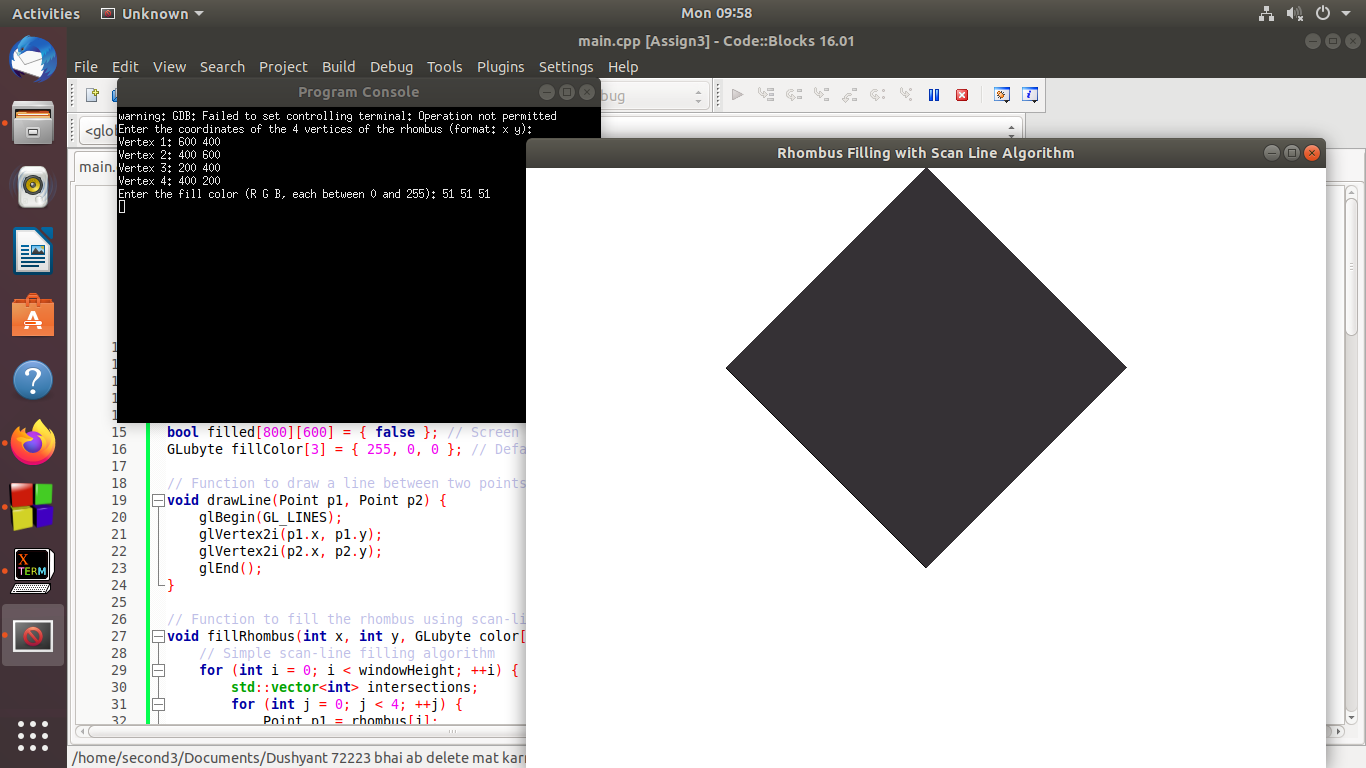 Activities Unknown Mon 09:58
main.cpp [Assign3] - Code::Blocks 16.01
File Edit View Search Project Build Debug Tools Plugins Settings Help
Program Console
warning: GDB: Failed to set controlling terminal: Operation not permitted
Enter the coordinates of the 4 vertices of the rhombus (format: x y):
Vertex 1: 600 400
Vertex 2: 400 600
Vertex 3: 200 400
Vertex 4: 400 200
Enter the fill color (R G B, each between 0 and 255): 51 51 51
Rhombus Filling with Scan Line Algorithm
15 bool filled[800][600] = { false }; // Screen
16 GLubyte fillColor[3] = { 255, 0, 0 }; // Defa
17
18 // Function to draw a line between two points
19 void drawLine(Point p1, Point p2) {
20 glBegin(GL_LINES);
21 glVertex2i(p1.x, p1.y);
22 glVertex2i(p2.x, p2.y);
23 glEnd();
24 }
25
26 // Function to fill the rhombus using scan-li
27 void fillRhombus(int x, int y, GLubyte color[
28 // Simple scan-line filling algorithm
29 for (int i = 0; i < windowHeight; ++i) {
30 std::vector<int> intersections;
31 for (int j = 0; j < 4; ++j) {
32 Point p1 = rhombus[j];
/home/second3/Documents/Dushyant 72223 bhai ab delete mat karn
X
TERM